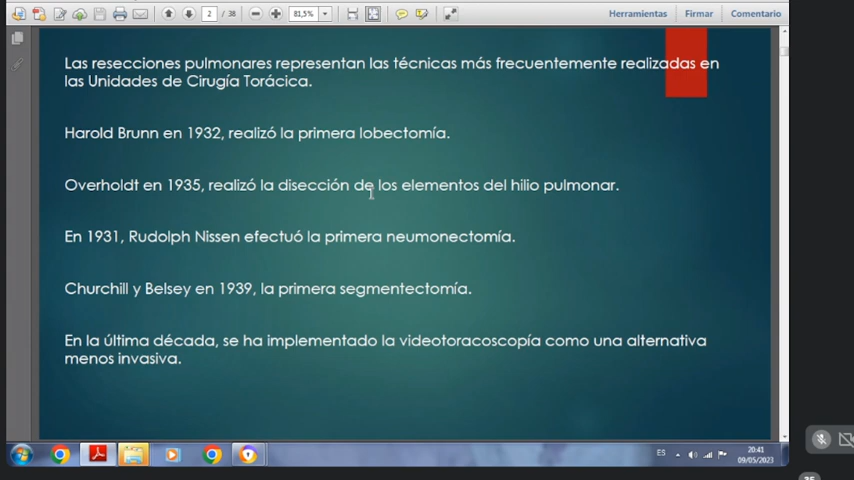 2 / 38 81,5% Herramientas Firmar Comentario
Las resecciones pulmonares representan las técnicas más frecuentemente realizadas en
las Unidades de Cirugía Torácica.
Harold Brunn en 1932, realizó la primera lobectomía.
Overholdt en 1935, realizó la disección de los elementos del hilio pulmonar.
En 1931, Rudolph Nissen efectuó la primera neumonectomía.
Churchill y Belsey en 1939, la primera segmentectomía.
En la última década, se ha implementado la videotoracoscopía como una alternativa
menos invasiva.
ES 20:41
09/05/2023